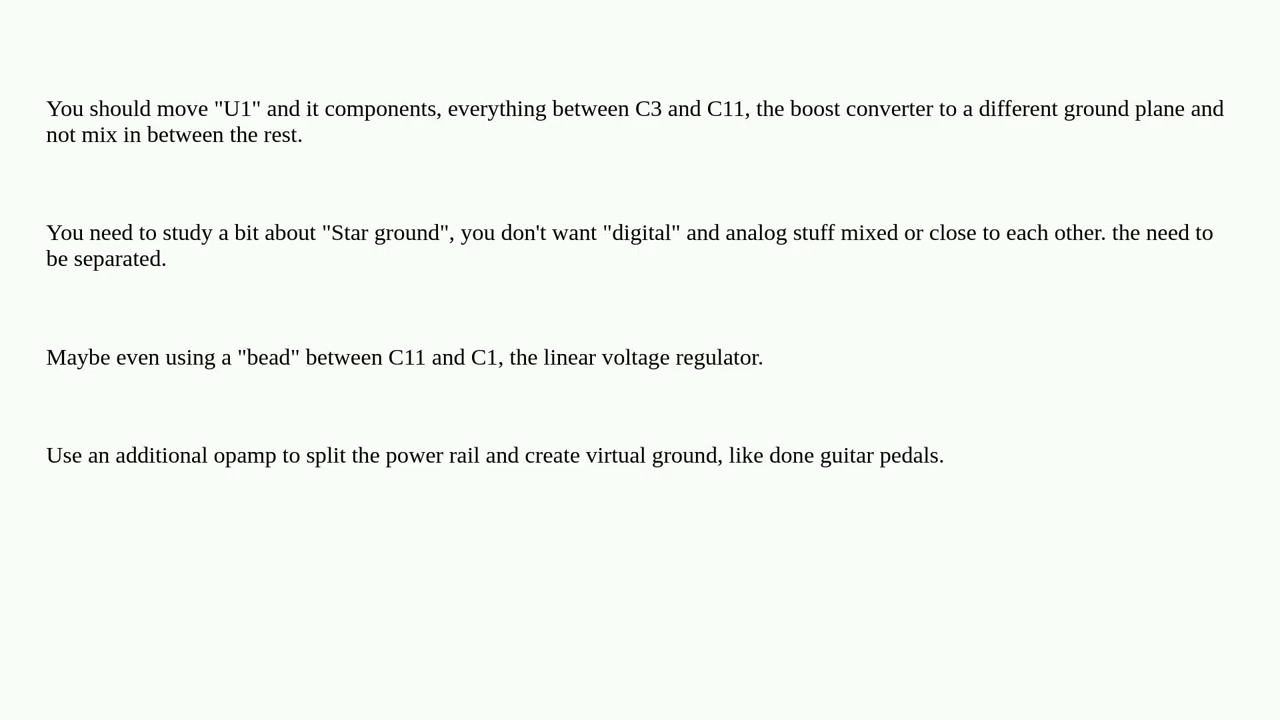 You should move "U1" and it components, everything between C3 and C11, the boost converter to a different ground plane and
not mix in between the rest.
You need to study a bit about "Star ground", you don't want "digital" and analog stuff mixed or close to each other. the need to
be separated.
Maybe even using a "bead" between C11 and C1, the linear voltage regulator.
Use an additional opamp to split the power rail and create virtual ground, like done guitar pedals.